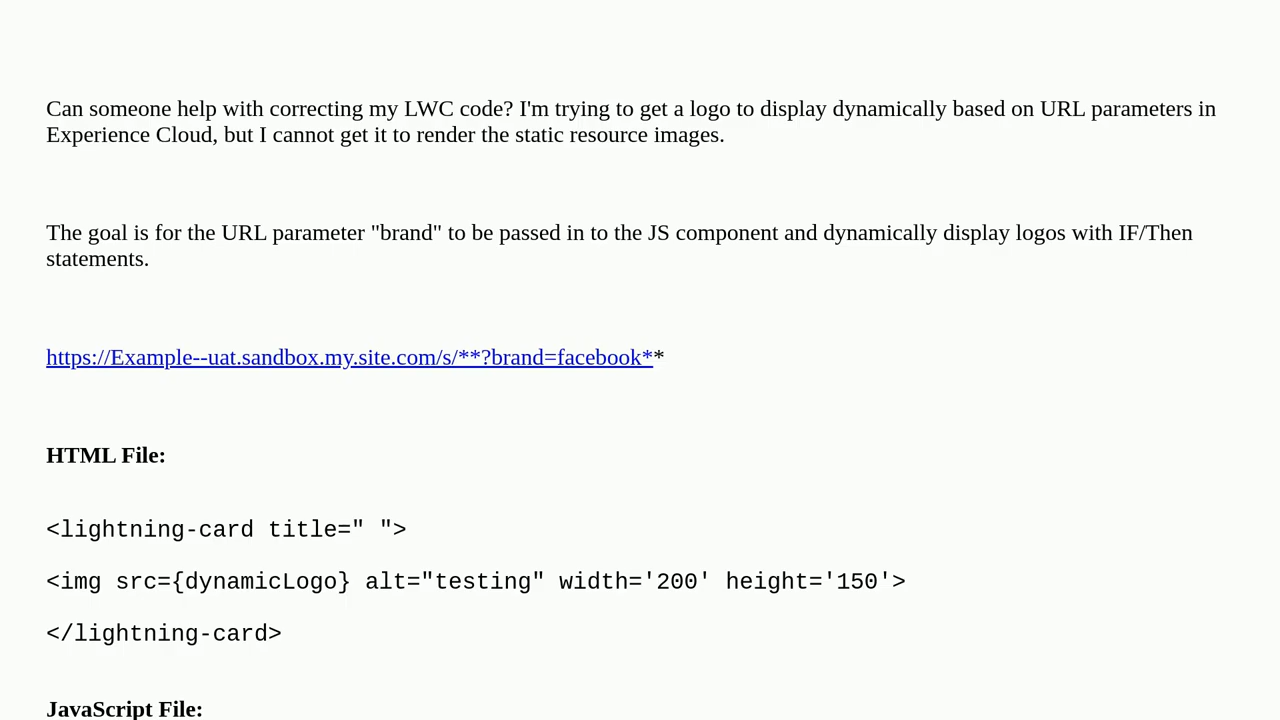 Can someone help with correcting my LWC code? I'm trying to get a logo to display dynamically based on URL parameters in
Experience Cloud, but I cannot get it to render the static resource images.
The goal is for the URL parameter "brand" to be passed in to the JS component and dynamically display logos with IF/Then
statements.
https://Example--uat.sandbox.my.site.com/s/**?brand=facebook**
HTML File:
<lightning-card title=" ">
<img src={dynamicLogo} alt="testing" width='200' height='150'>
</lightning-card>
JavaScript File: